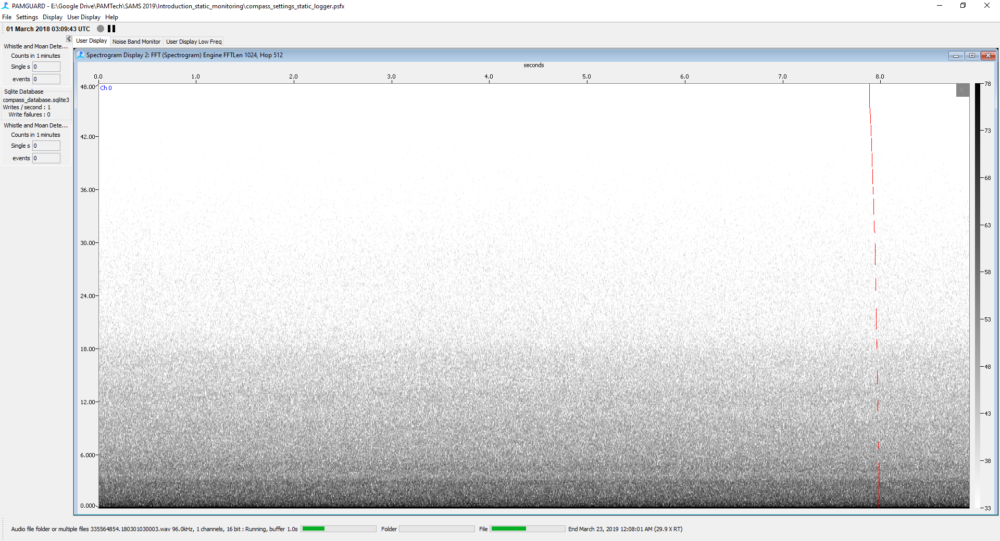 PAMGUARD - E:\Google Drive\PAMTech\SAMS 2019\Introduction_static_monitoring\compass_settings_static_logger.psfx
File Settings Display User Display Help
01 March 2018 03:09:43 UTC
User Display Noise Band Monitor User Display Low Freq
Whistle and Moan Dete...
Counts in 1 minutes
Single s 0
events 0
Sqlite Database
compass_database.sqlite3
Writes / second : 1
Write failures : 0
Whistle and Moan Dete...
Counts in 1 minutes
Single s 0
events 0
Spectrogram Display 2: FFT (Spectrogram) Engine FFTLen 1024, Hop 512
seconds
0.0 1.0 2.0 3.0 4.0 5.0 6.0 7.0 8.0
Ch 0
48.00
42.00
36.00
30.00
24.00
18.00
12.00
6.000
0.000
78
73
68
63
58
53
48
43
38
33
Audio file folder or multiple files 335564854.180301030003.wav 96.0kHz, 1 channels, 16 bit : Running, buffer 1.0s Folder File End March 23, 2019 12:08:01 AM (29.9 X RT)